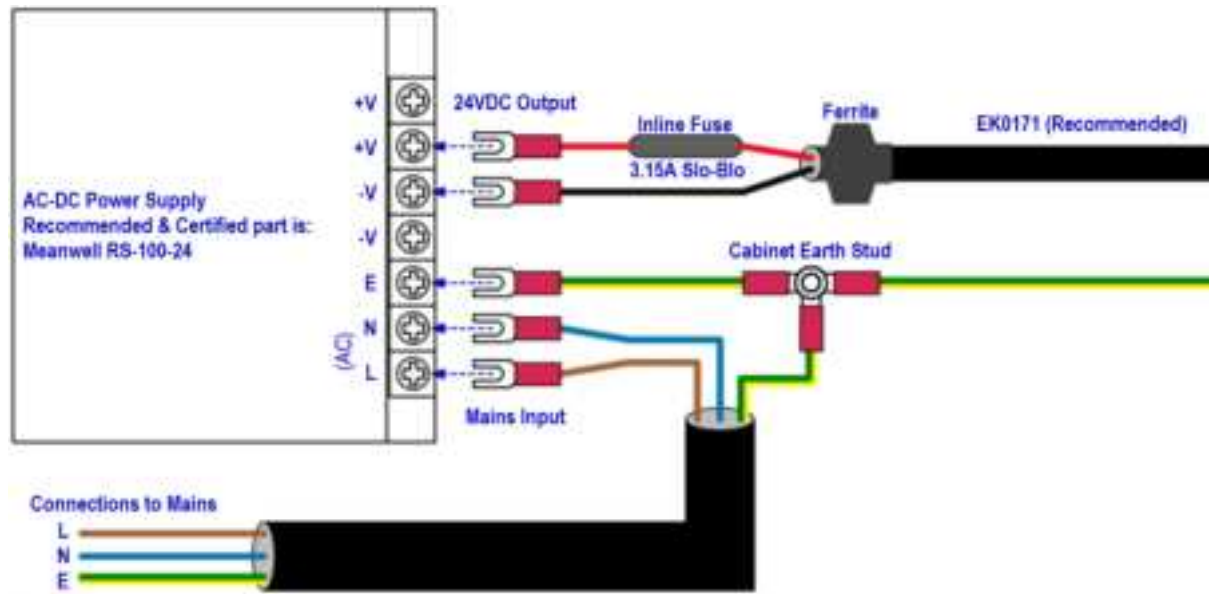 +V
24VDC Output
Ferrite
Inline Fuse
EK0171 (Recommended)
+V
3.15A Slo-Blo
-V
AC-DC Power Supply
Recommended & Certified part is:
Meanwell RS-100-24
-V
Cabinet Earth Stud
E
N
(AC)
L
Mains Input
Connections to Mains
L
N
E